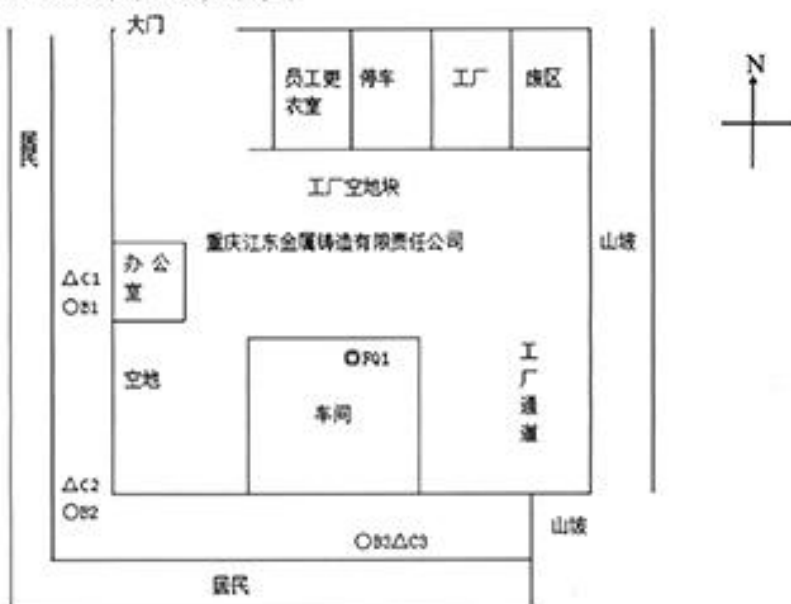 大门
员工更
衣室
停车
工厂
废区
N
居民
工厂空地块
重庆江东金属铸造有限责任公司
山坡
办公
室
△C1
○B1
空地
◎FQ1
车间
工厂通道
△C2
○B2
○B3△C3
山坡
居民